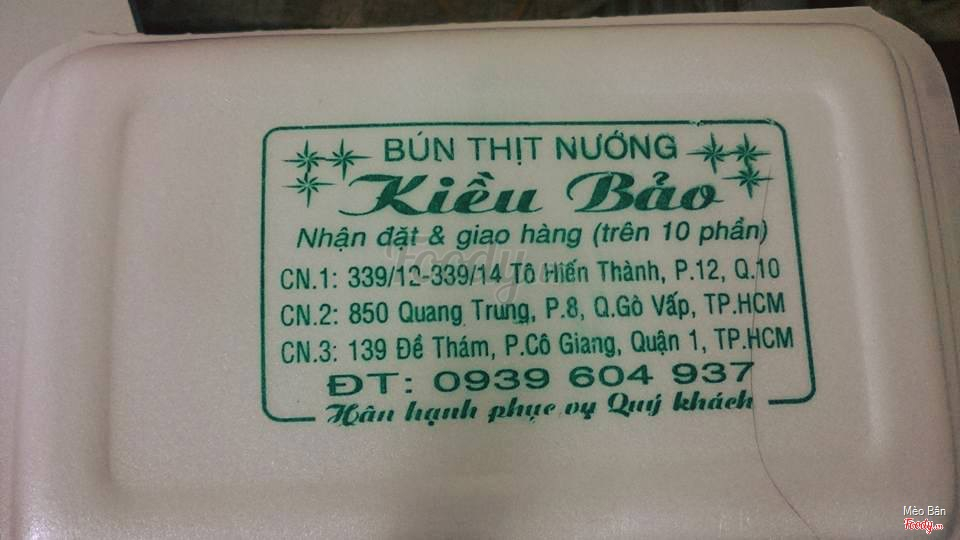 BÚN THỊT NƯỚNG
Kiều Bảo
Nhận đặt & giao hàng (trên 10 phần)
CN.1: 339/12-339/14 Tô Hiến Thành, P.12, Q.10
CN.2: 850 Quang Trung, P.8, Q.Gò Vấp, TP.HCM
CN.3: 139 Đề Thám, P.Cô Giang, Quận 1, TP.HCM
ĐT: 0939 604 937
Hân hạnh phục vụ Quý khách
Foody.vn
Mèo Bán
Foody.vn